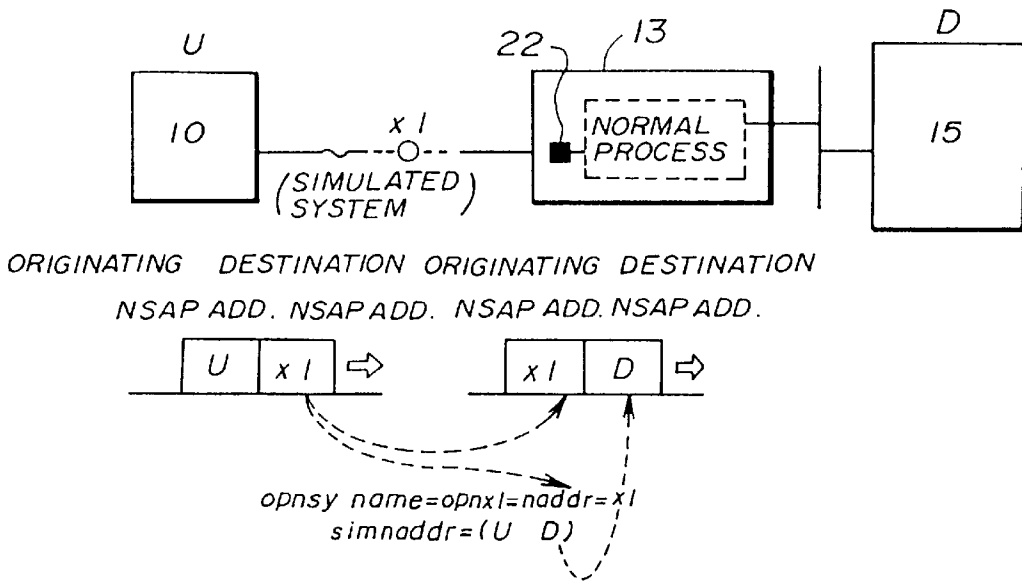 U
22
13
D
10
x1
(SIMULATED
SYSTEM)
NORMAL
PROCESS
15
ORIGINATING DESTINATION ORIGINATING DESTINATION
NSAP ADD. NSAP ADD. NSAP ADD. NSAP ADD.
U x1 x1 D
opnsy name=opnx1=naddr=x1
simnaddr=(U D)